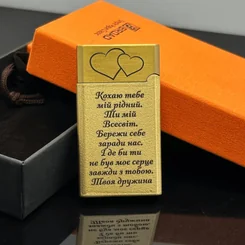 Кохаю тебе
мій рідний.
Ти мій
Всесвіт.
Бережи себе
заради нас.
І де би ти
не був моє серце
завжди з тобою.
Твоя дружина